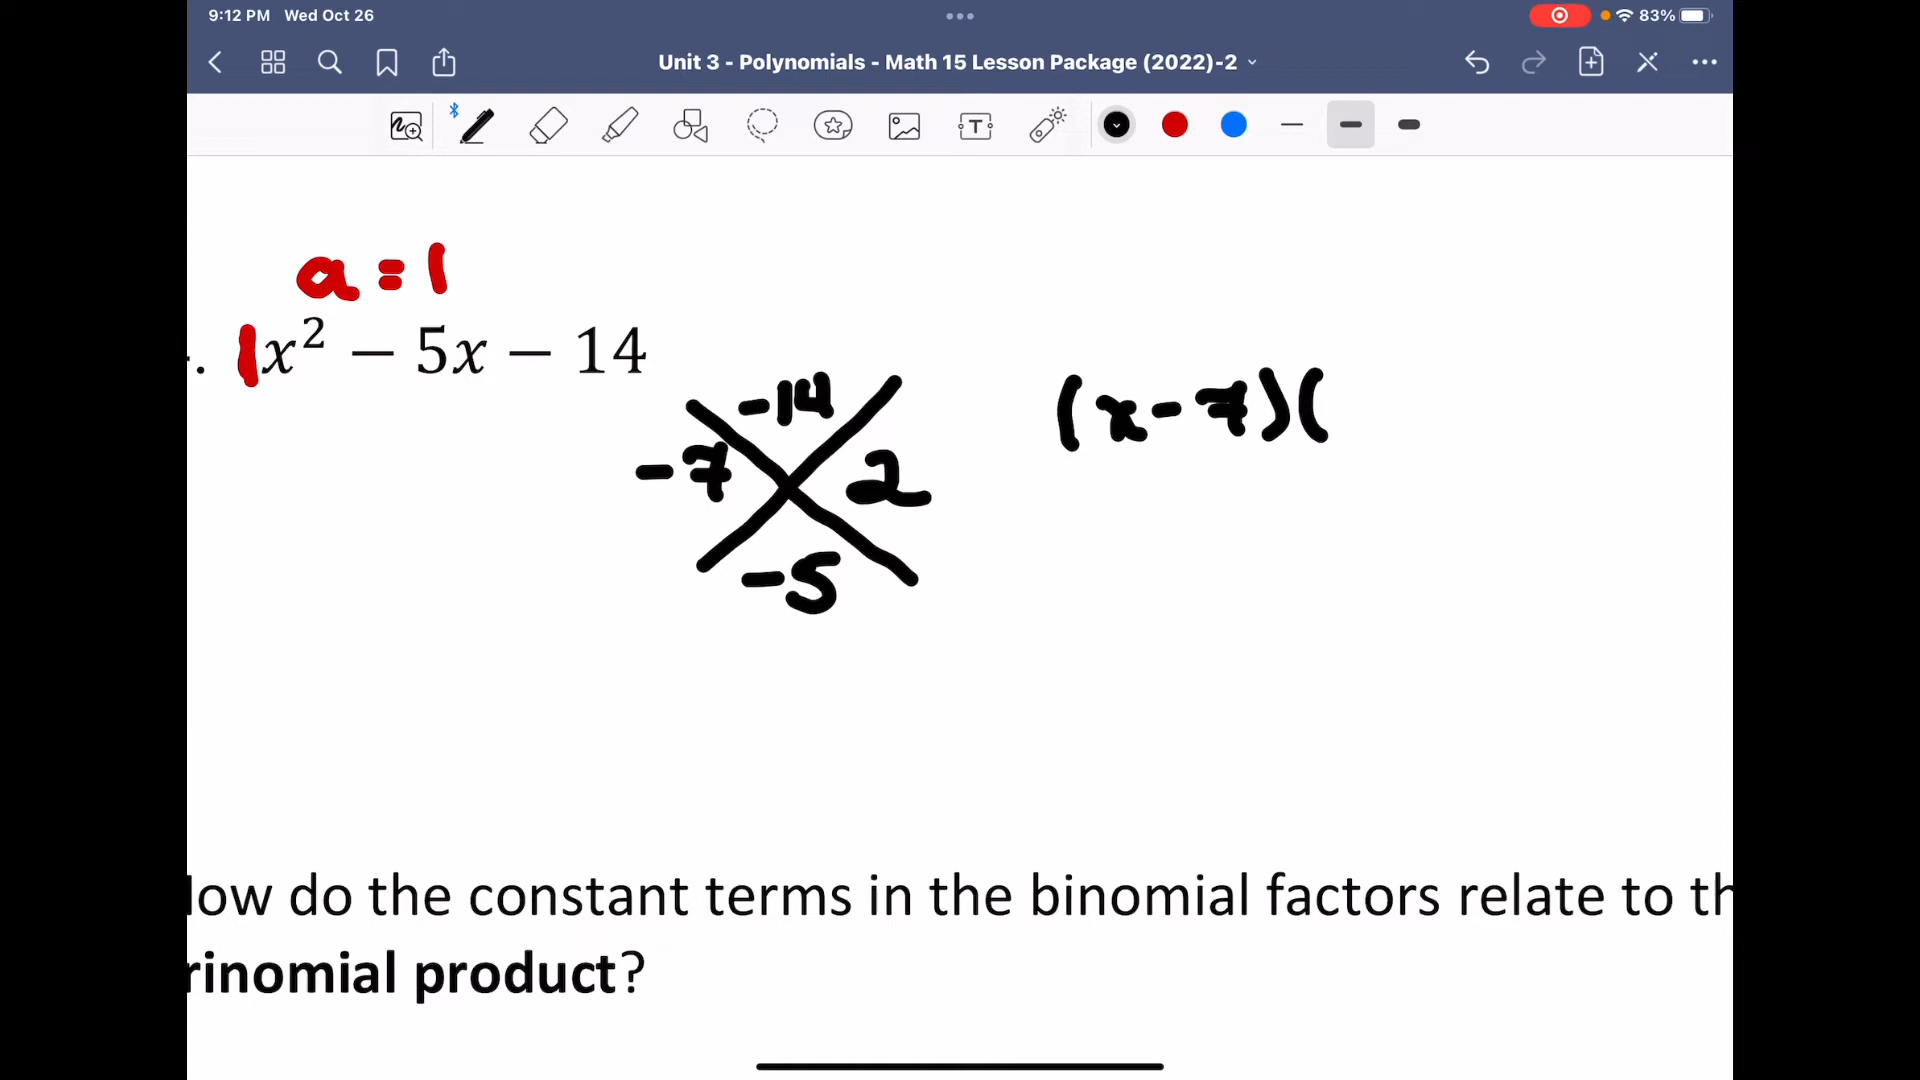 9:12 PM Wed Oct 26
83%
Unit 3 - Polynomials - Math 15 Lesson Package (2022)-2
T
a = 1
. 1x² − 5x − 14
-14
(x-7)(
-7
2
-5
ow do the constant terms in the binomial factors relate to th
rinomial product?